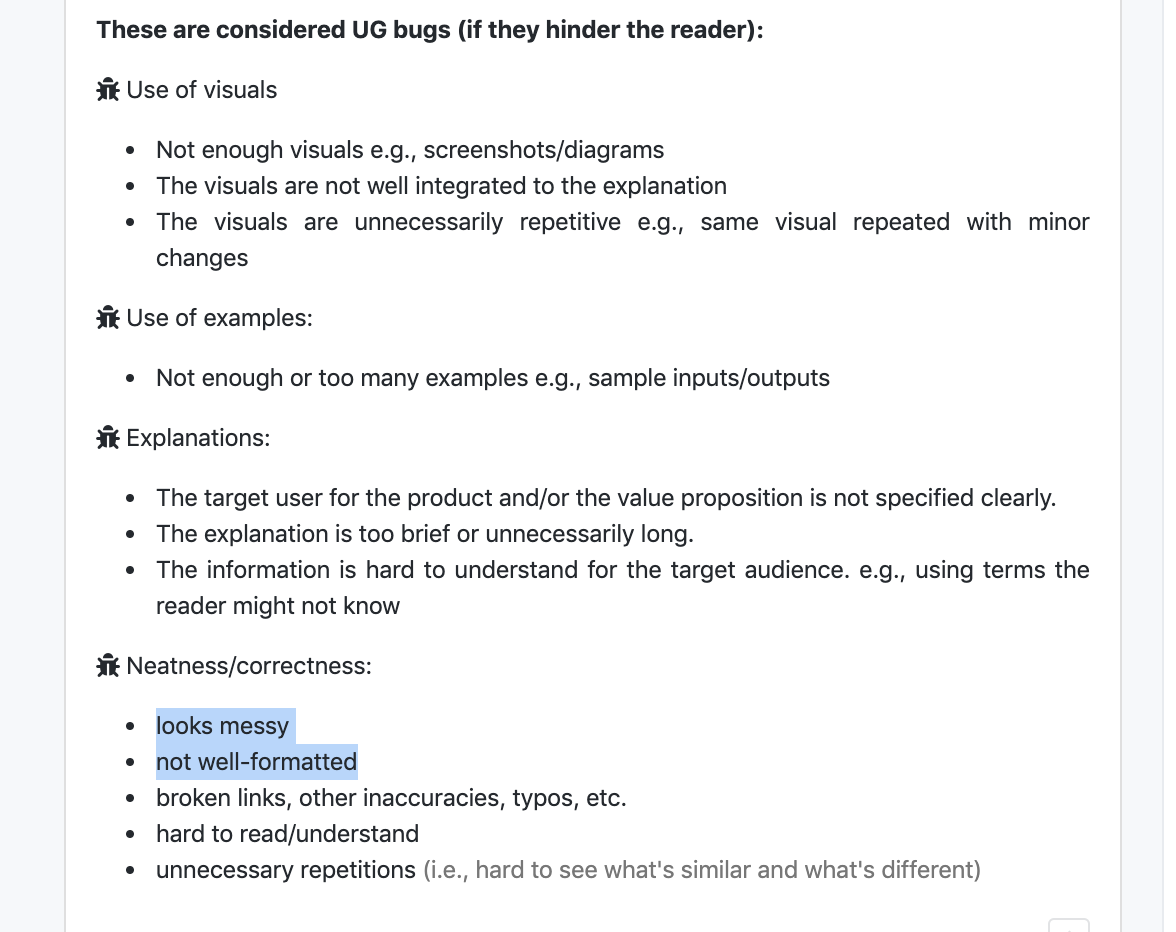 These are considered UG bugs (if they hinder the reader):
Use of visuals
Not enough visuals e.g., screenshots/diagrams
The visuals are not well integrated to the explanation
The visuals are unnecessarily repetitive e.g., same visual repeated with minor
changes
Use of examples:
Not enough or too many examples e.g., sample inputs/outputs
Explanations:
The target user for the product and/or the value proposition is not specified clearly.
The explanation is too brief or unnecessarily long.
The information is hard to understand for the target audience. e.g., using terms the
reader might not know
Neatness/correctness:
looks messy
not well-formatted
broken links, other inaccuracies, typos, etc.
hard to read/understand
unnecessary repetitions (i.e., hard to see what's similar and what's different)